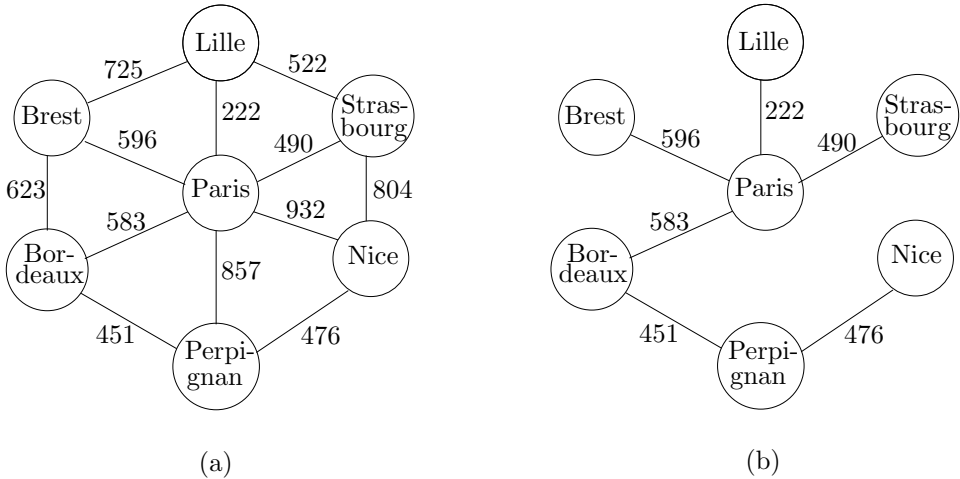 Lille
725
522
Brest
Stras-
bourg
222
596
490
Paris
623
804
932
583
Bor-
deaux
Nice
857
451
476
Perpi-
gnan
(a)
Lille
Brest
Stras-
bourg
222
596
490
Paris
583
Bor-
deaux
Nice
451
476
Perpi-
gnan
(b)